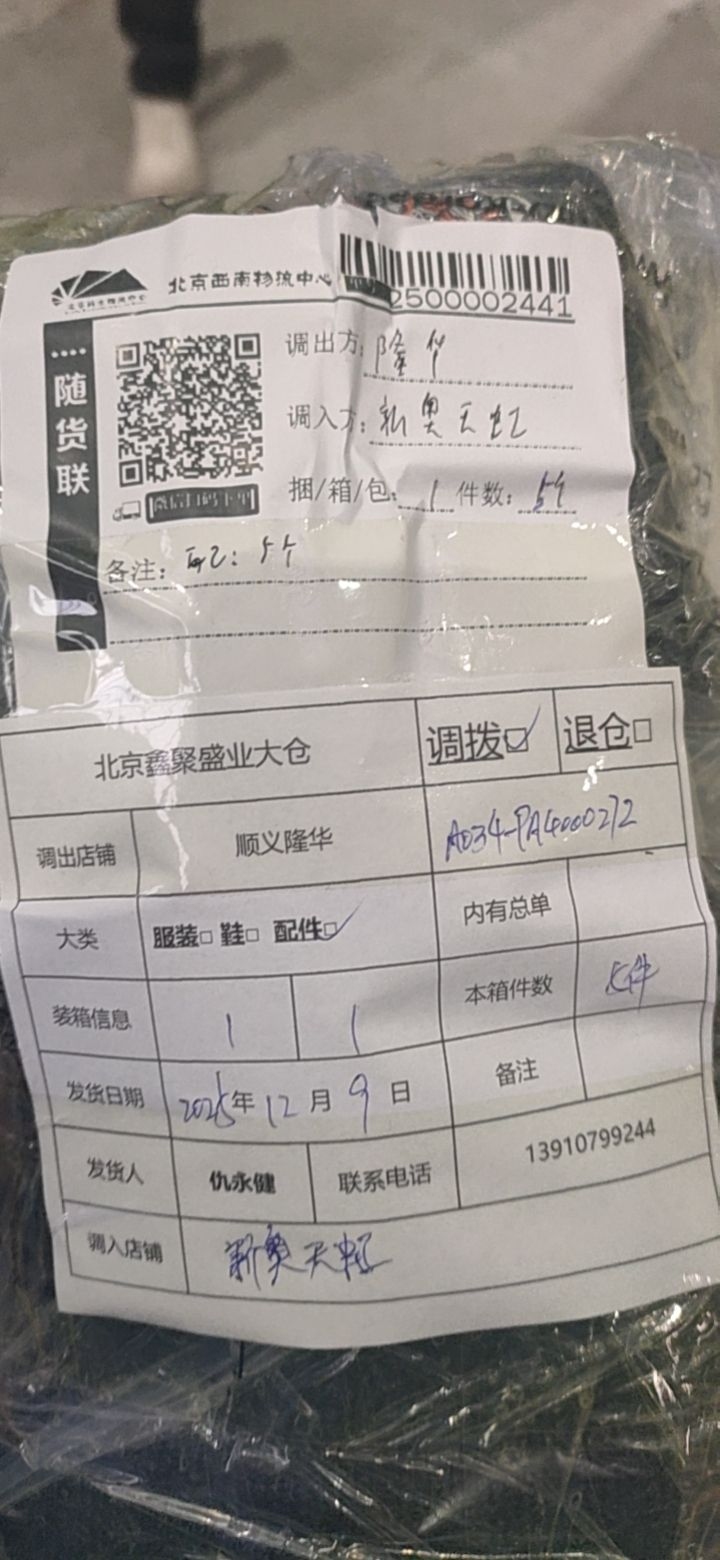 北京西南物流中心
2500002441
随货联
调出方：隆华
调入方：新奥天虹
捆/箱/包：1 件数：5个
微信扫码下单
备注：配：5个
北京鑫聚盛业大仓 调拨☑ 退仓□
调出店铺 顺义隆华 A034-PA4000272
大类 服装□ 鞋□ 配件☑ 内有总单
装箱信息 1 1 本箱件数 5件
发货日期 2025年12月9日 备注
发货人 仇永健 联系电话 13910799244
调入店铺 新奥天虹